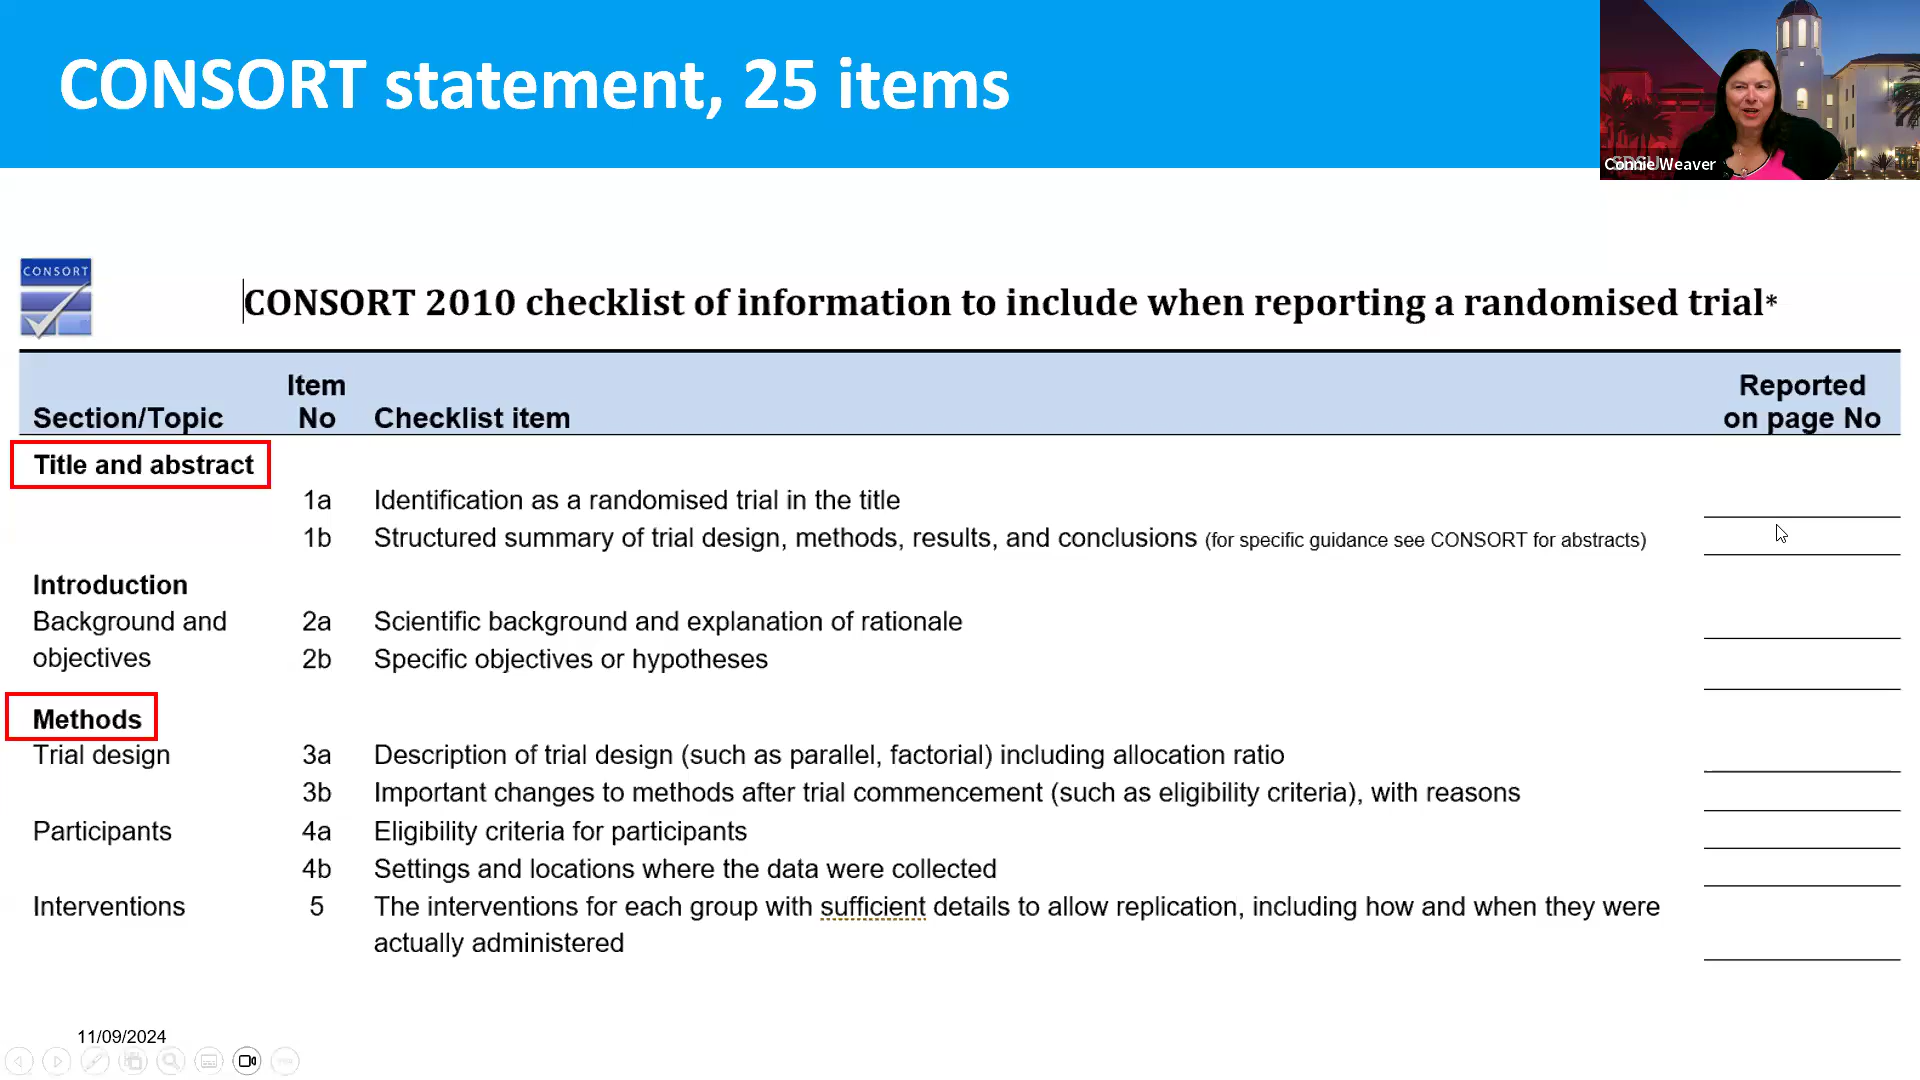 CONSORT statement, 25 items
Connie Weaver
CONSORT
CONSORT 2010 checklist of information to include when reporting a randomised trial*
Section/Topic Item No Checklist item Reported on page No
Title and abstract
1a Identification as a randomised trial in the title
1b Structured summary of trial design, methods, results, and conclusions (for specific guidance see CONSORT for abstracts)
Introduction
Background and objectives
2a Scientific background and explanation of rationale
2b Specific objectives or hypotheses
Methods
Trial design 3a Description of trial design (such as parallel, factorial) including allocation ratio
3b Important changes to methods after trial commencement (such as eligibility criteria), with reasons
Participants 4a Eligibility criteria for participants
4b Settings and locations where the data were collected
Interventions 5 The interventions for each group with sufficient details to allow replication, including how and when they were
actually administered
11/09/2024